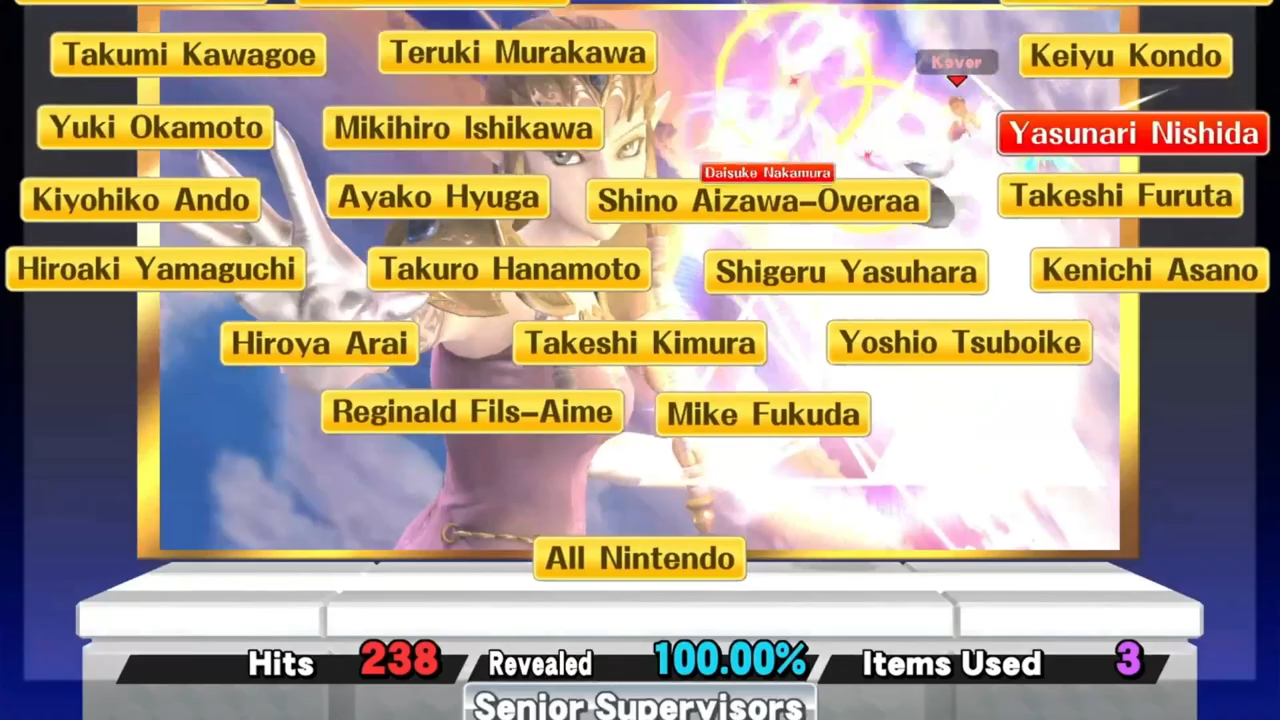 Takumi Kawagoe
Teruki Murakawa
Kover
Keiyu Kondo
Yuki Okamoto
Mikihiro Ishikawa
Yasunari Nishida
Daisuke Nakamura
Kiyohiko Ando
Ayako Hyuga
Shino Aizawa-Overaa
Takeshi Furuta
Hiroaki Yamaguchi
Takuro Hanamoto
Shigeru Yasuhara
Kenichi Asano
Hiroya Arai
Takeshi Kimura
Yoshio Tsuboike
Reginald Fils-Aime
Mike Fukuda
All Nintendo
Hits 238 Revealed 100.00% Items Used 3
Senior Supervisors